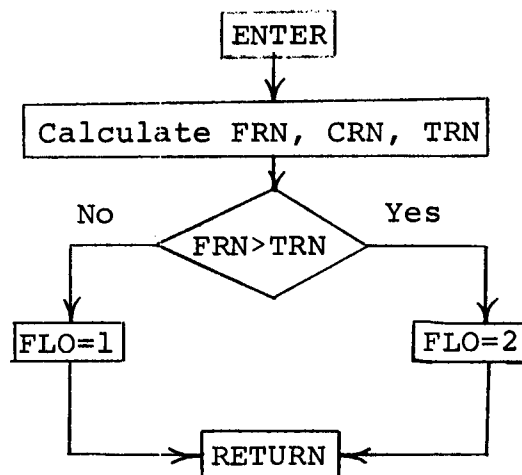 ENTER
Calculate FRN, CRN, TRN
No
Yes
FRN>TRN
FLO=1
FLO=2
RETURN